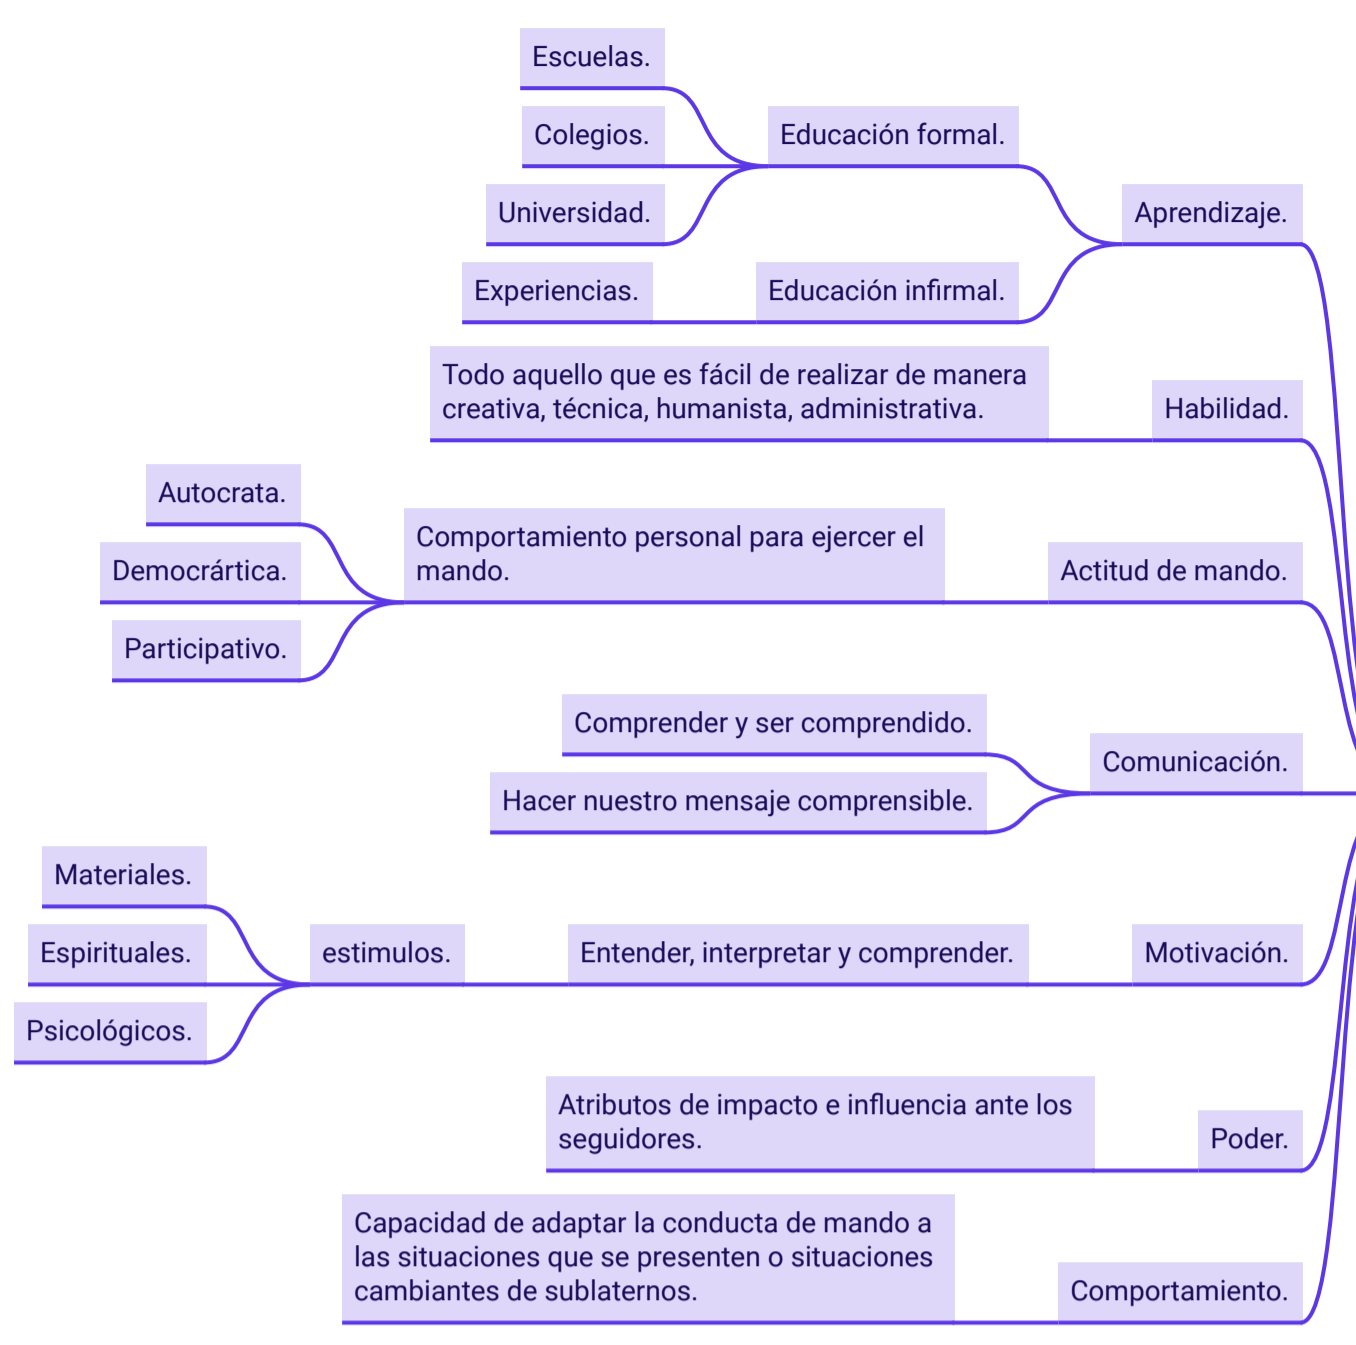 Escuelas.
Colegios.
Educación formal.
Universidad.
Aprendizaje.
Experiencias.
Educación infirmal.
Todo aquello que es fácil de realizar de manera
creativa, técnica, humanista, administrativa.
Habilidad.
Autocrata.
Democrártica.
Participativo.
Comportamiento personal para ejercer el
mando.
Actitud de mando.
Comprender y ser comprendido.
Hacer nuestro mensaje comprensible.
Comunicación.
Materiales.
Espirituales.
Psicológicos.
estimulos.
Entender, interpretar y comprender.
Motivación.
Atributos de impacto e influencia ante los
seguidores.
Poder.
Capacidad de adaptar la conducta de mando a
las situaciones que se presenten o situaciones
cambiantes de sublaternos.
Comportamiento.